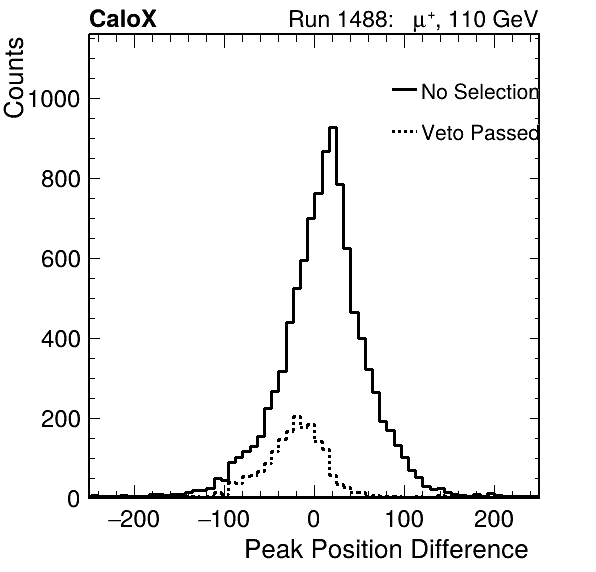 CaloX Run 1488: μ⁺, 110 GeV
Counts
No Selection
Veto Passed
1000
800
600
400
200
0
−200 −100 0 100 200
Peak Position Difference